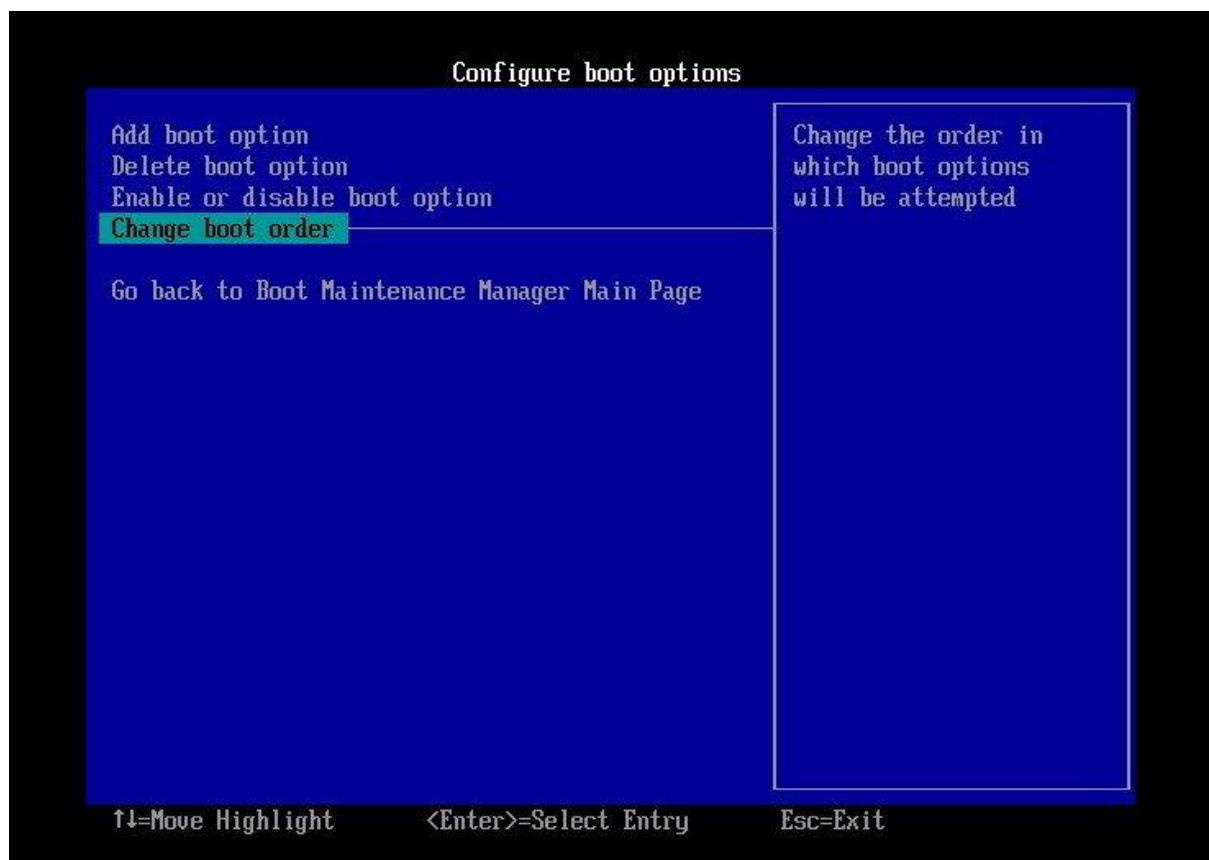 Configure boot options
Add boot option
Delete boot option
Enable or disable boot option
Change boot order
Go back to Boot Maintenance Manager Main Page
Change the order in
which boot options
will be attempted
↑↓=Move Highlight <Enter>=Select Entry Esc=Exit